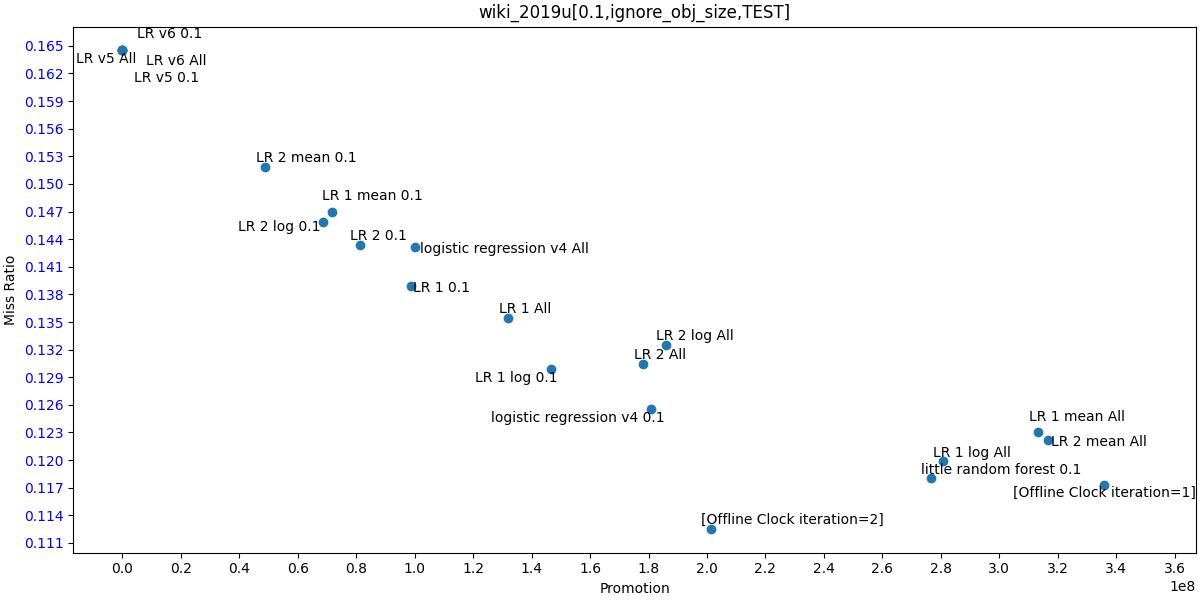 wiki_2019u[0.1,ignore_obj_size,TEST]
LR v6 0.1
0.165
LR v5 All
LR v6 All
0.162
LR v5 0.1
0.159
0.156
0.153
LR 2 mean 0.1
0.150
LR 1 mean 0.1
0.147
LR 2 log 0.1
LR 2 0.1
0.144
logistic regression v4 All
0.141
LR 1 0.1
0.138
LR 1 All
0.135
LR 2 log All
0.132
LR 2 All
0.129
LR 1 log 0.1
0.126
logistic regression v4 0.1
LR 1 mean All
0.123
LR 2 mean All
LR 1 log All
0.120
little random forest 0.1
0.117
[Offline Clock iteration=1]
0.114
[Offline Clock iteration=2]
0.111
Miss Ratio
0.0 0.2 0.4 0.6 0.8 1.0 1.2 1.4 1.6 1.8 2.0 2.2 2.4 2.6 2.8 3.0 3.2 3.4 3.6
1e8
Promotion